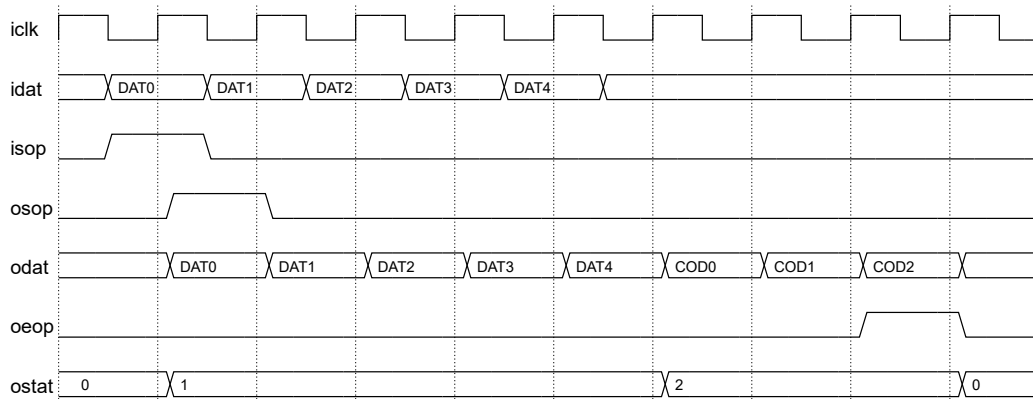 iclk
idat DAT0 DAT1 DAT2 DAT3 DAT4
isop
osop
odat DAT0 DAT1 DAT2 DAT3 DAT4 COD0 COD1 COD2
oeop
ostat 0 1 2 0